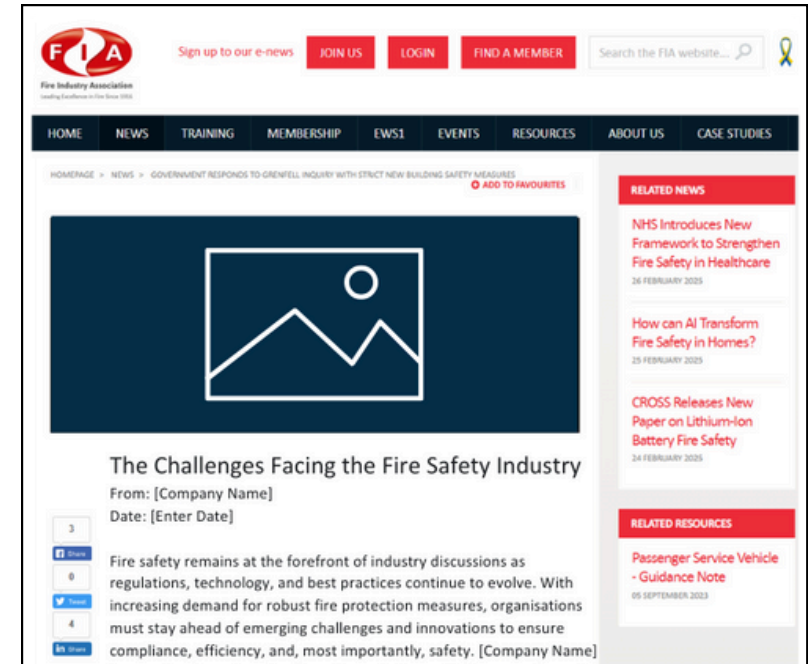 FIA
Fire Industry Association
Leading Excellence in Fire Since 1916
Sign up to our e-news
JOIN US
LOGIN
FIND A MEMBER
Search the FIA website...
HOME NEWS TRAINING MEMBERSHIP EWS1 EVENTS RESOURCES ABOUT US CASE STUDIES
HOMEPAGE > NEWS > GOVERNMENT RESPONDS TO GRENFELL INQUIRY WITH STRICT NEW BUILDING SAFETY MEASURES
ADD TO FAVOURITES
The Challenges Facing the Fire Safety Industry
From: [Company Name]
Date: [Enter Date]
3
Share
0
Tweet
4
in Share
Fire safety remains at the forefront of industry discussions as
regulations, technology, and best practices continue to evolve. With
increasing demand for robust fire protection measures, organisations
must stay ahead of emerging challenges and innovations to ensure
compliance, efficiency, and, most importantly, safety. [Company Name]
RELATED NEWS
NHS Introduces New
Framework to Strengthen
Fire Safety in Healthcare
26 FEBRUARY 2025
How can AI Transform
Fire Safety in Homes?
25 FEBRUARY 2025
CROSS Releases New
Paper on Lithium-Ion
Battery Fire Safety
24 FEBRUARY 2025
RELATED RESOURCES
Passenger Service Vehicle
- Guidance Note
05 SEPTEMBER 2023